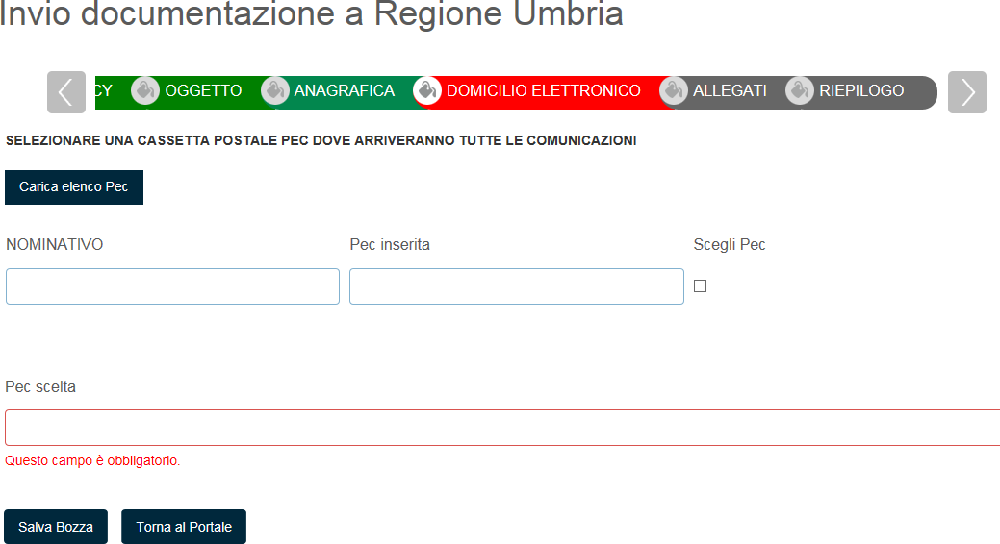 Invio documentazione a Regione Umbria
CY OGGETTO ANAGRAFICA DOMICILIO ELETTRONICO ALLEGATI RIEPILOGO
SELEZIONARE UNA CASSETTA POSTALE PEC DOVE ARRIVERANNO TUTTE LE COMUNICAZIONI
Carica elenco Pec
NOMINATIVO Pec inserita Scegli Pec
Pec scelta
Questo campo è obbligatorio.
Salva Bozza Torna al Portale